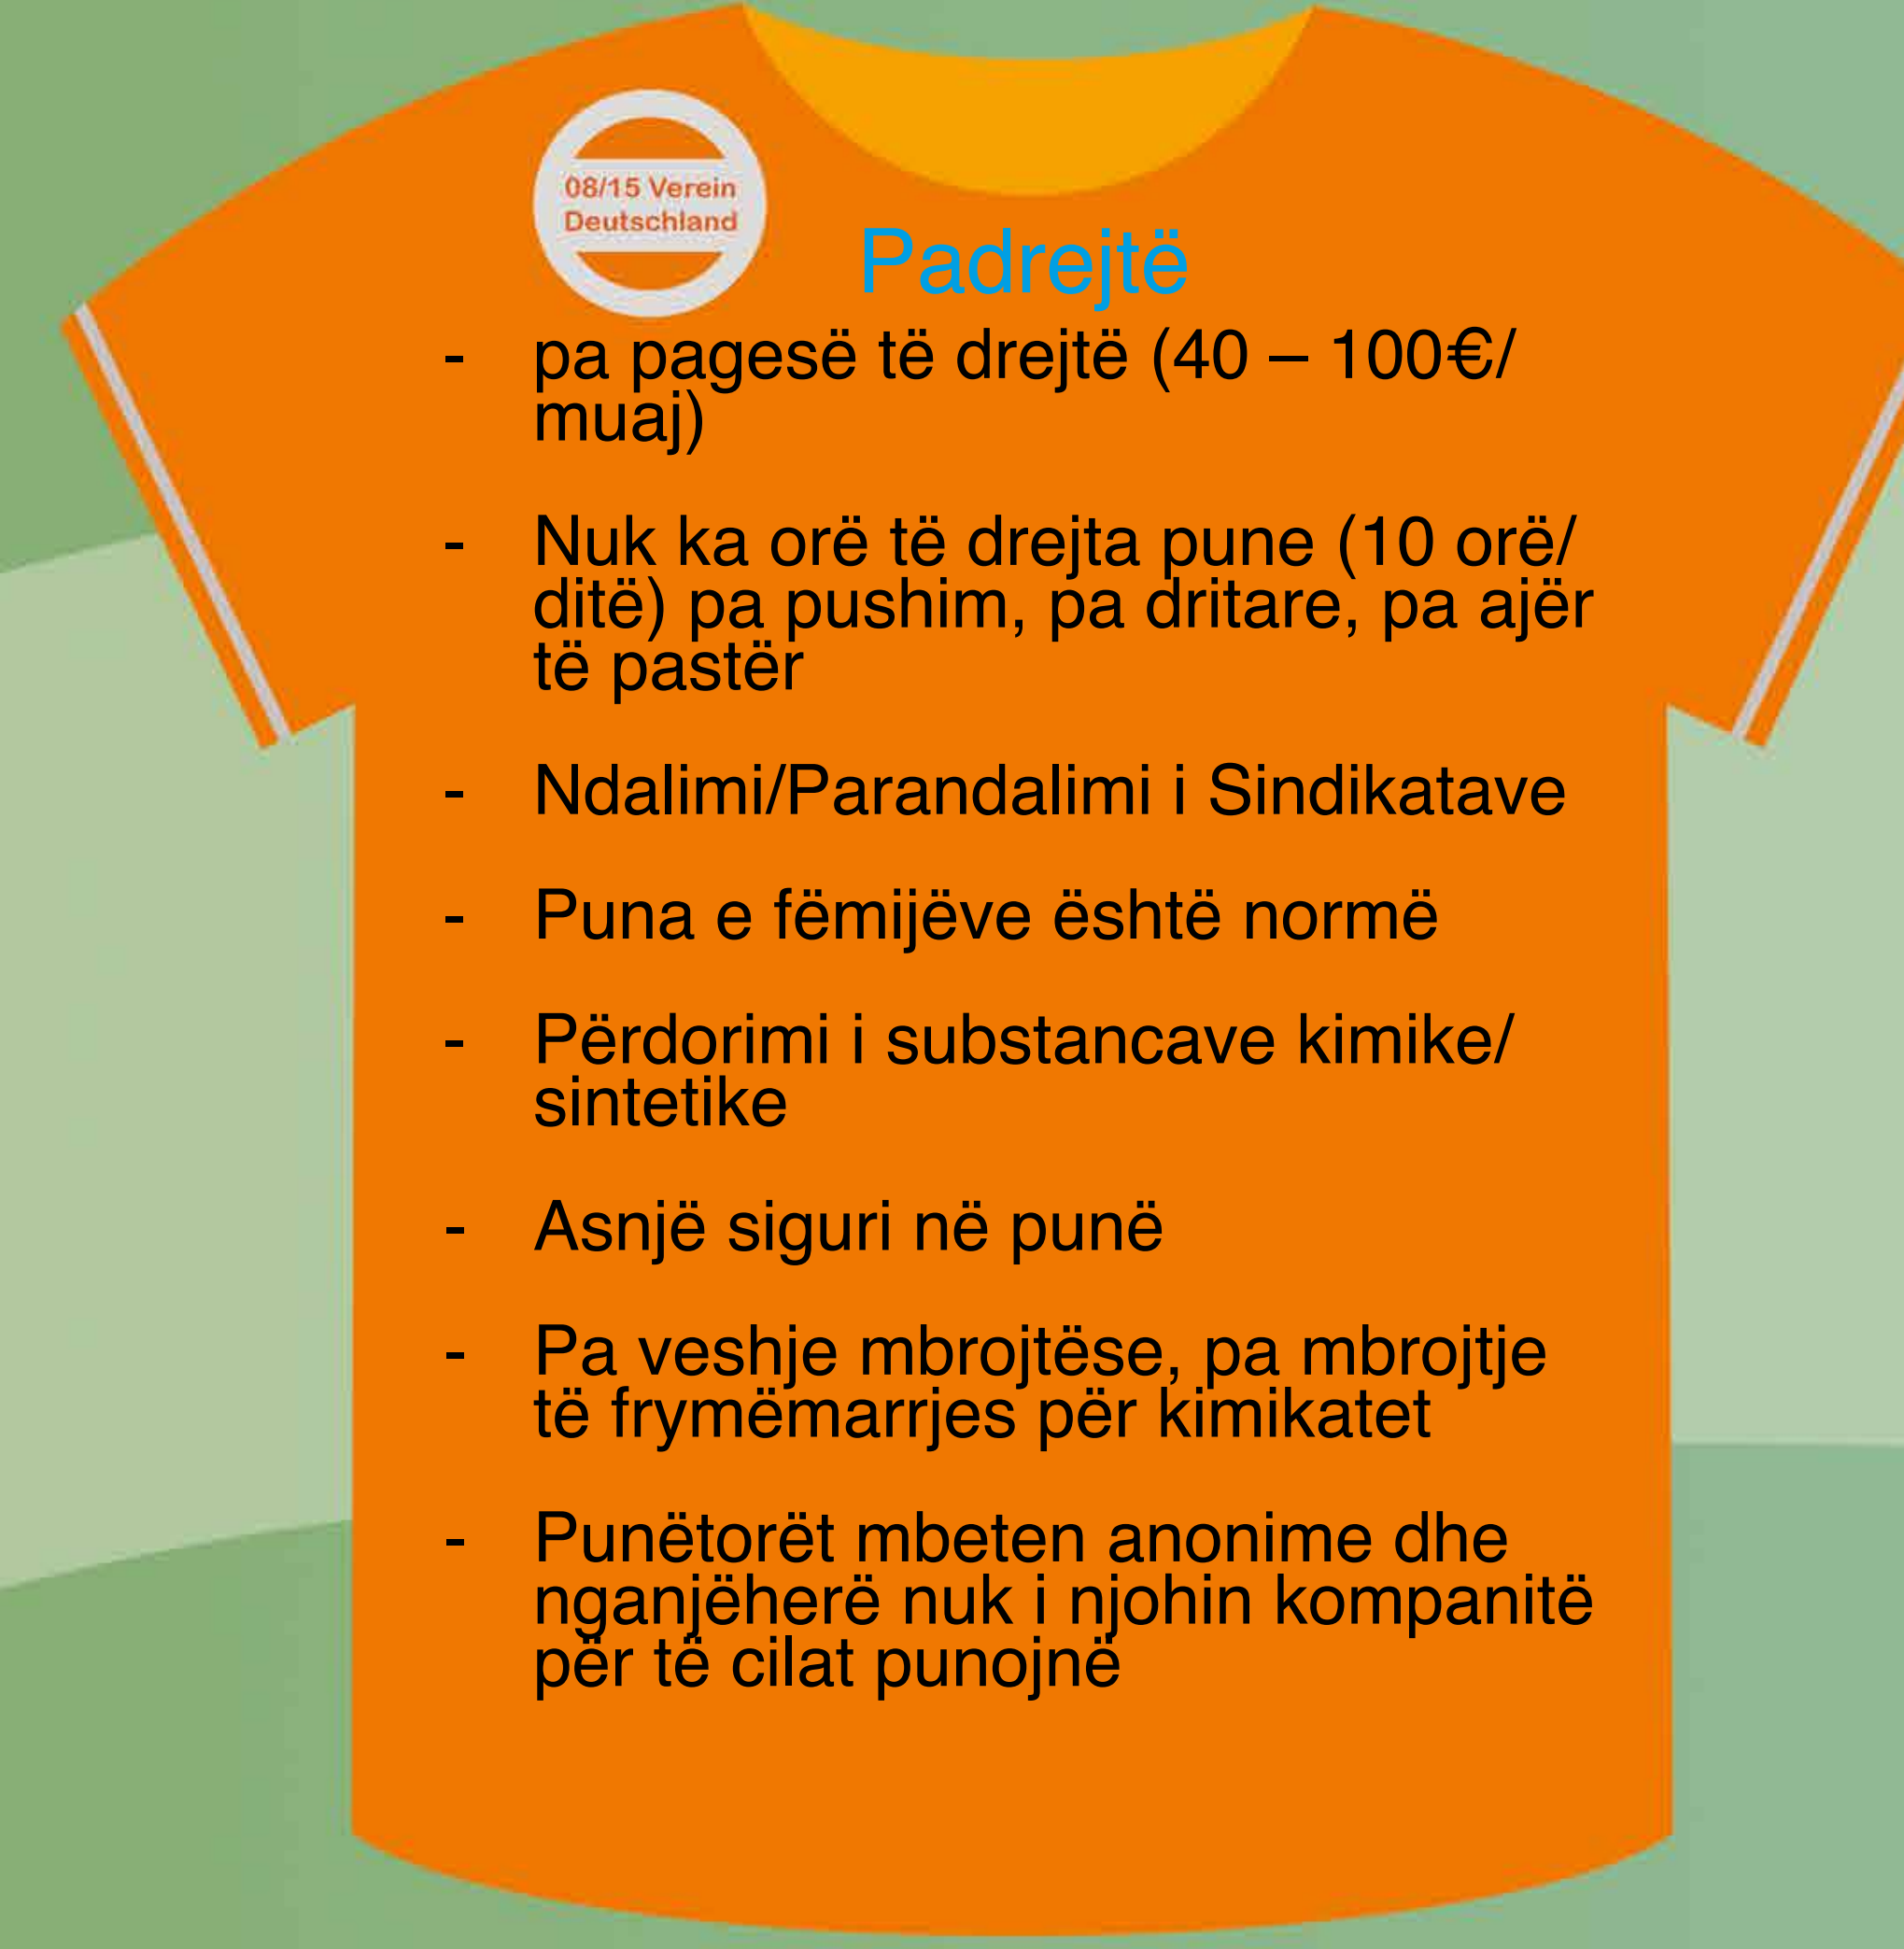 08/15 Verein
Deutschland
Padrejtë
- pa pagesë të drejtë (40 – 100€/
muaj)
- Nuk ka orë të drejta pune (10 orë/
ditë) pa pushim, pa dritare, pa ajër
të pastër
- Ndalimi/Parandalimi i Sindikatave
- Puna e fëmijëve është normë
- Përdorimi i substancave kimike/
sintetike
- Asnjë siguri në punë
- Pa veshje mbrojtëse, pa mbrojtje
të frymëmarrjes për kimikatet
- Punëtorët mbeten anonime dhe
nganjëherë nuk i njohin kompanitë
për të cilat punojnë